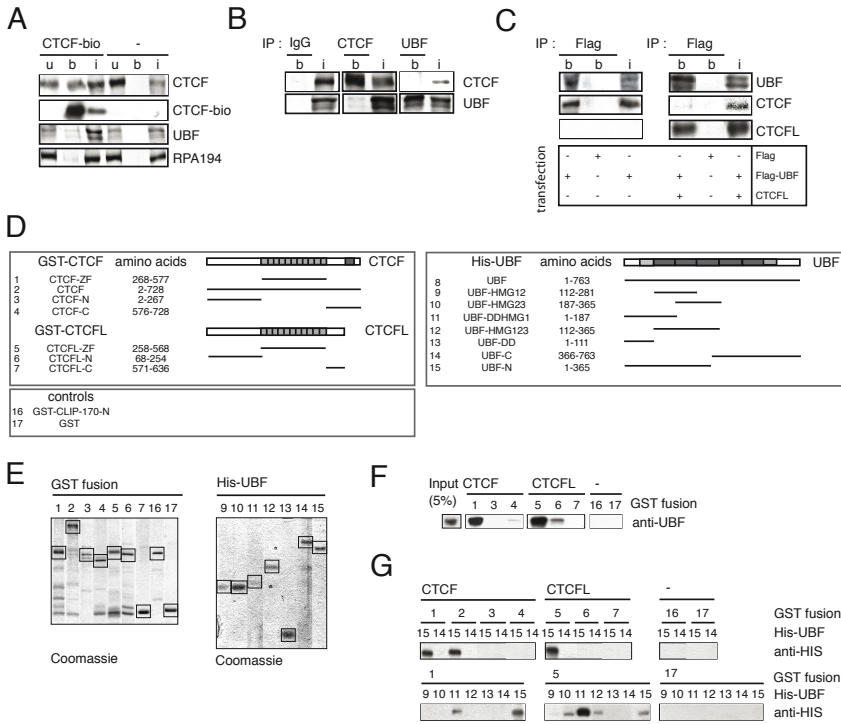 A
CTCF-bio -
u b i u b i
CTCF
CTCF-bio
UBF
RPA194
B
IP : IgG CTCF UBF
b i b i b i
CTCF
UBF
C
IP : Flag IP : Flag
b b i b b i
UBF
CTCF
CTCFL
transfection
- + - - + - Flag
+ - + + - + Flag-UBF
- - - + - + CTCFL
D
GST-CTCF amino acids CTCF
1 CTCF-ZF 268-577
2 CTCF 2-728
3 CTCF-N 2-267
4 CTCF-C 576-728
GST-CTCFL CTCFL
5 CTCFL-ZF 258-568
6 CTCFL-N 68-254
7 CTCFL-C 571-636
controls
16 GST-CLIP-170-N
17 GST
His-UBF amino acids UBF
8 UBF 1-763
9 UBF-HMG12 112-281
10 UBF-HMG23 187-365
11 UBF-DDHMG1 1-187
12 UBF-HMG123 112-365
13 UBF-DD 1-111
14 UBF-C 366-763
15 UBF-N 1-365
E
GST fusion
1 2 3 4 5 6 7 16 17
Coomassie
His-UBF
9 10 11 12 13 14 15
Coomassie
F
Input (5%) CTCF CTCFL -
1 3 4 5 6 7 16 17 GST fusion
anti-UBF
G
CTCF CTCFL -
1 2 3 4 5 6 7 16 17 GST fusion
15 14 15 14 15 14 15 14 15 14 15 14 15 14 15 14 15 14 His-UBF
anti-HIS
1 5 17 GST fusion
9 10 11 12 13 14 15 9 10 11 12 13 14 15 9 10 11 12 13 14 15 His-UBF
anti-HIS